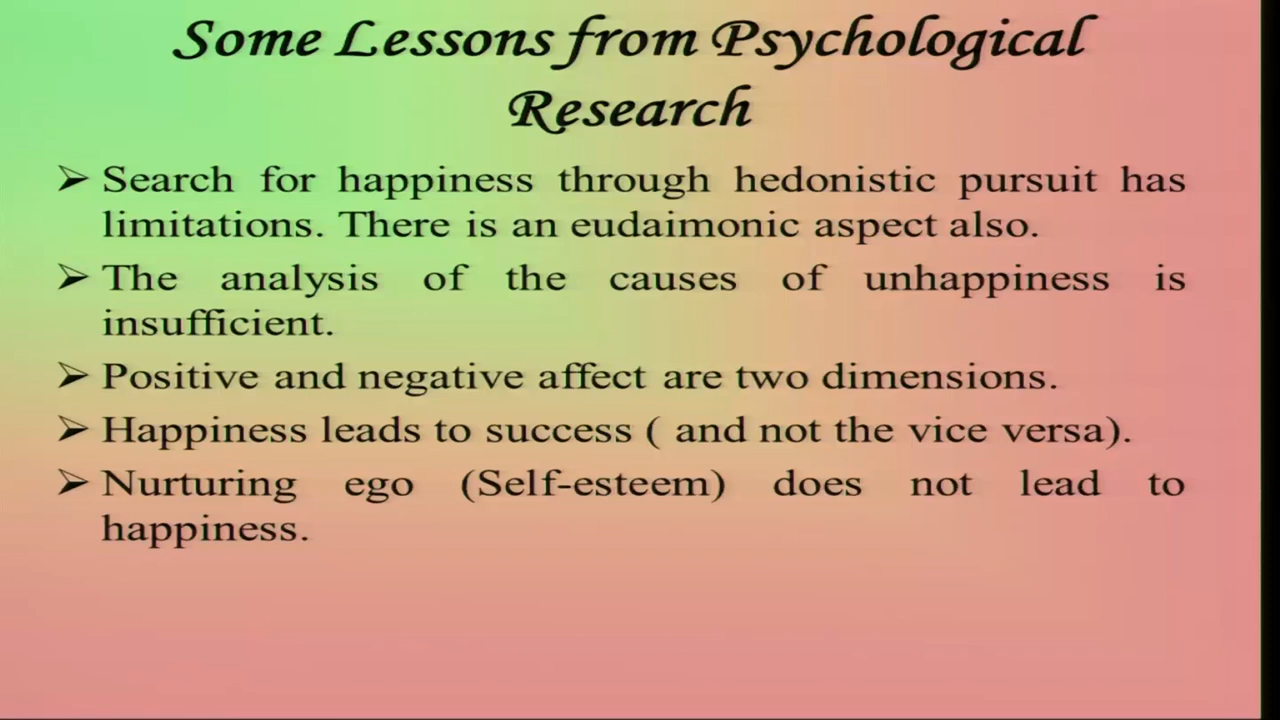 Some Lessons from Psychological
Research
➢ Search for happiness through hedonistic pursuit has
limitations. There is an eudaimonic aspect also.
➢ The analysis of the causes of unhappiness is
insufficient.
➢ Positive and negative affect are two dimensions.
➢ Happiness leads to success ( and not the vice versa).
➢ Nurturing ego (Self-esteem) does not lead to
happiness.